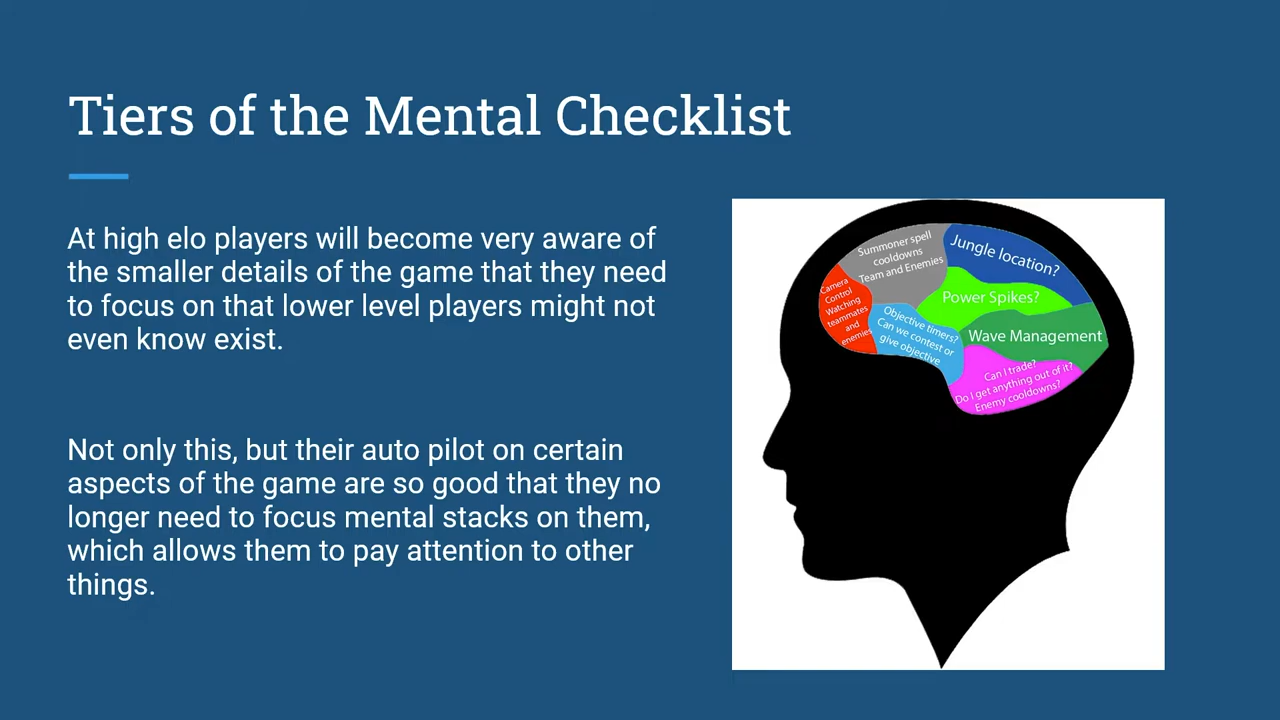 Tiers of the Mental Checklist
At high elo players will become very aware of
the smaller details of the game that they need
to focus on that lower level players might not
even know exist.
Not only this, but their auto pilot on certain
aspects of the game are so good that they no
longer need to focus mental stacks on them,
which allows them to pay attention to other
things.
Summoner spell
cooldowns
Team and Enemies
Jungle location?
Camera
Control
Watching
teammates
and
enemies
Power Spikes?
Objective timers?
Can we contest or
give objective
Wave Management
Can I trade?
Do I get anything out of it?
Enemy cooldowns?